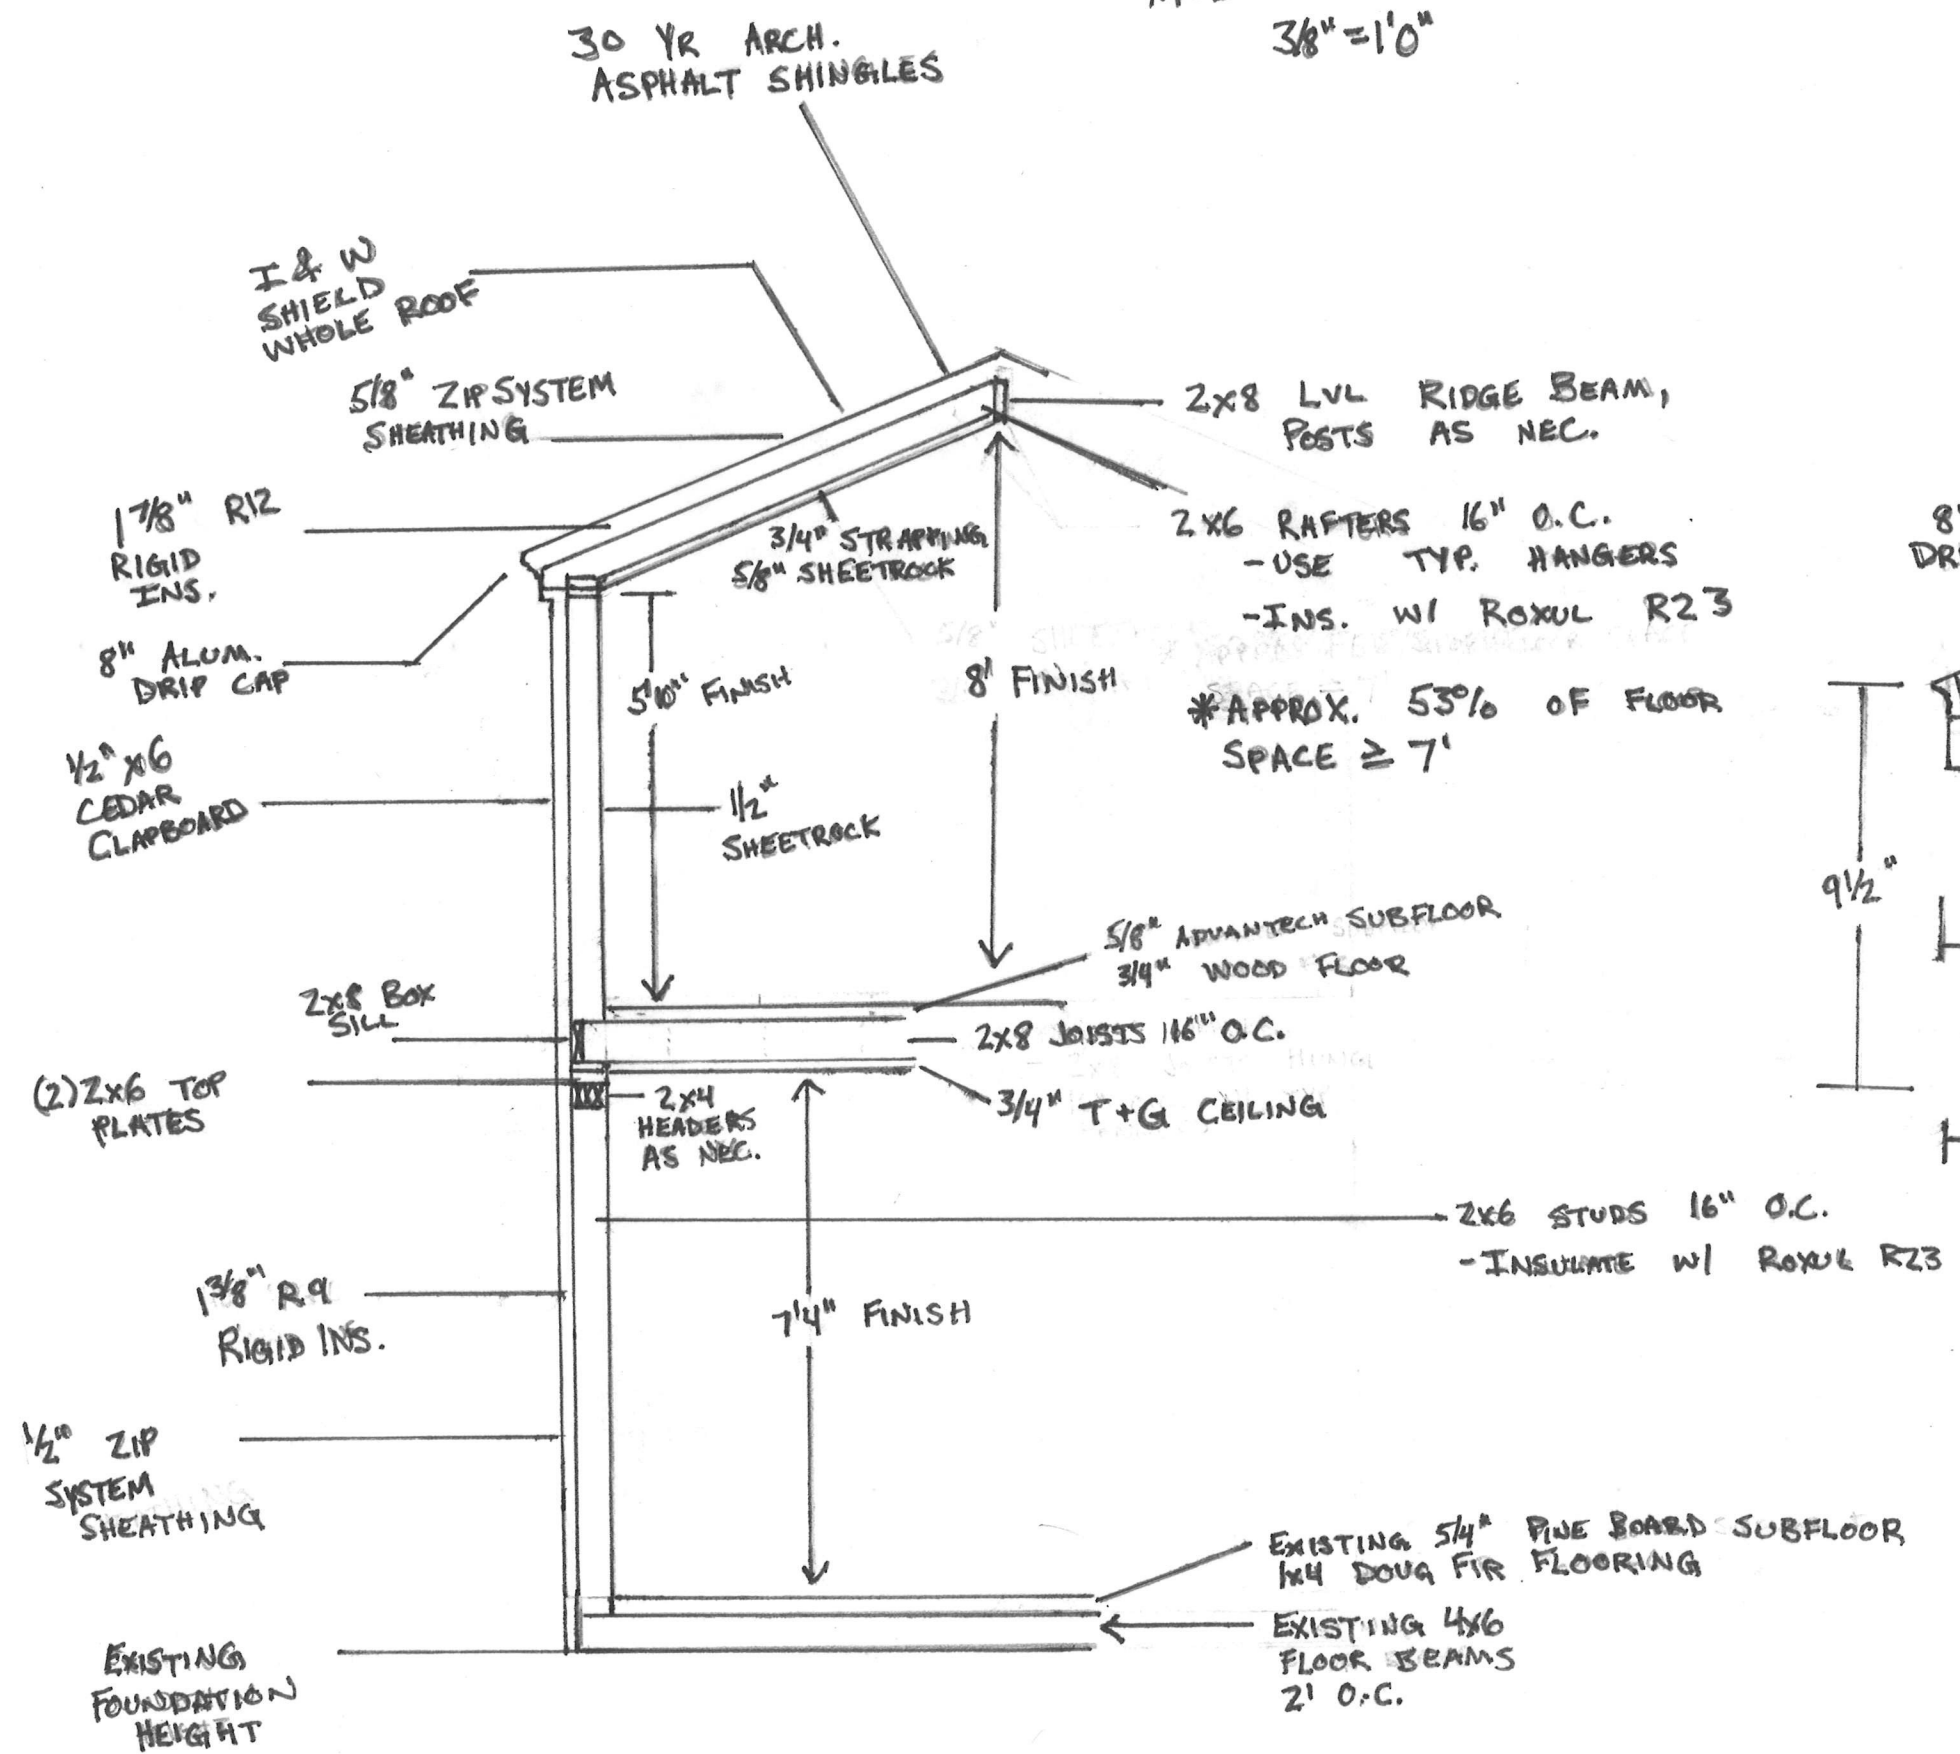 3/8" = 1'0"
30 YR ARCH.
ASPHALT SHINGLES
I & W
SHIELD
WHOLE ROOF
5/8" ZIP SYSTEM
SHEATHING
1 7/8" R12
RIGID
INS.
8" ALUM.
DRIP CAP
1/2" x 6
CEDAR
CLAPBOARD
2x8 LVL RIDGE BEAM,
POSTS AS NEC.
2x6 RAFTERS 16" O.C.
-USE TYP. HANGERS
-INS. W/ ROXUL R23
*APPROX. 53% OF FLOOR
SPACE ≥ 7'
3/4" STRAPPING
5/8" SHEETROCK
5'10" FINISH
8' FINISH
1/2"
SHEETROCK
8"
9 1/2"
5/8" ADVANTECH SUBFLOOR
3/4" WOOD FLOOR
2x8 BOX
SILL
2x8 JOISTS 16" O.C.
(2) 2x6 TOP
PLATES
2x4
HEADERS
AS NEC.
3/4" T+G CEILING
2x6 STUDS 16" O.C.
-INSULATE W/ ROXUL R23
1 3/8" R9
RIGID INS.
7'4" FINISH
1/2" ZIP
SYSTEM
SHEATHING
EXISTING 5/4" PINE BOARD SUBFLOOR
1x4 DOUG FIR FLOORING
EXISTING 4x6
FLOOR BEAMS
2' O.C.
EXISTING
FOUNDATION
HEIGHT